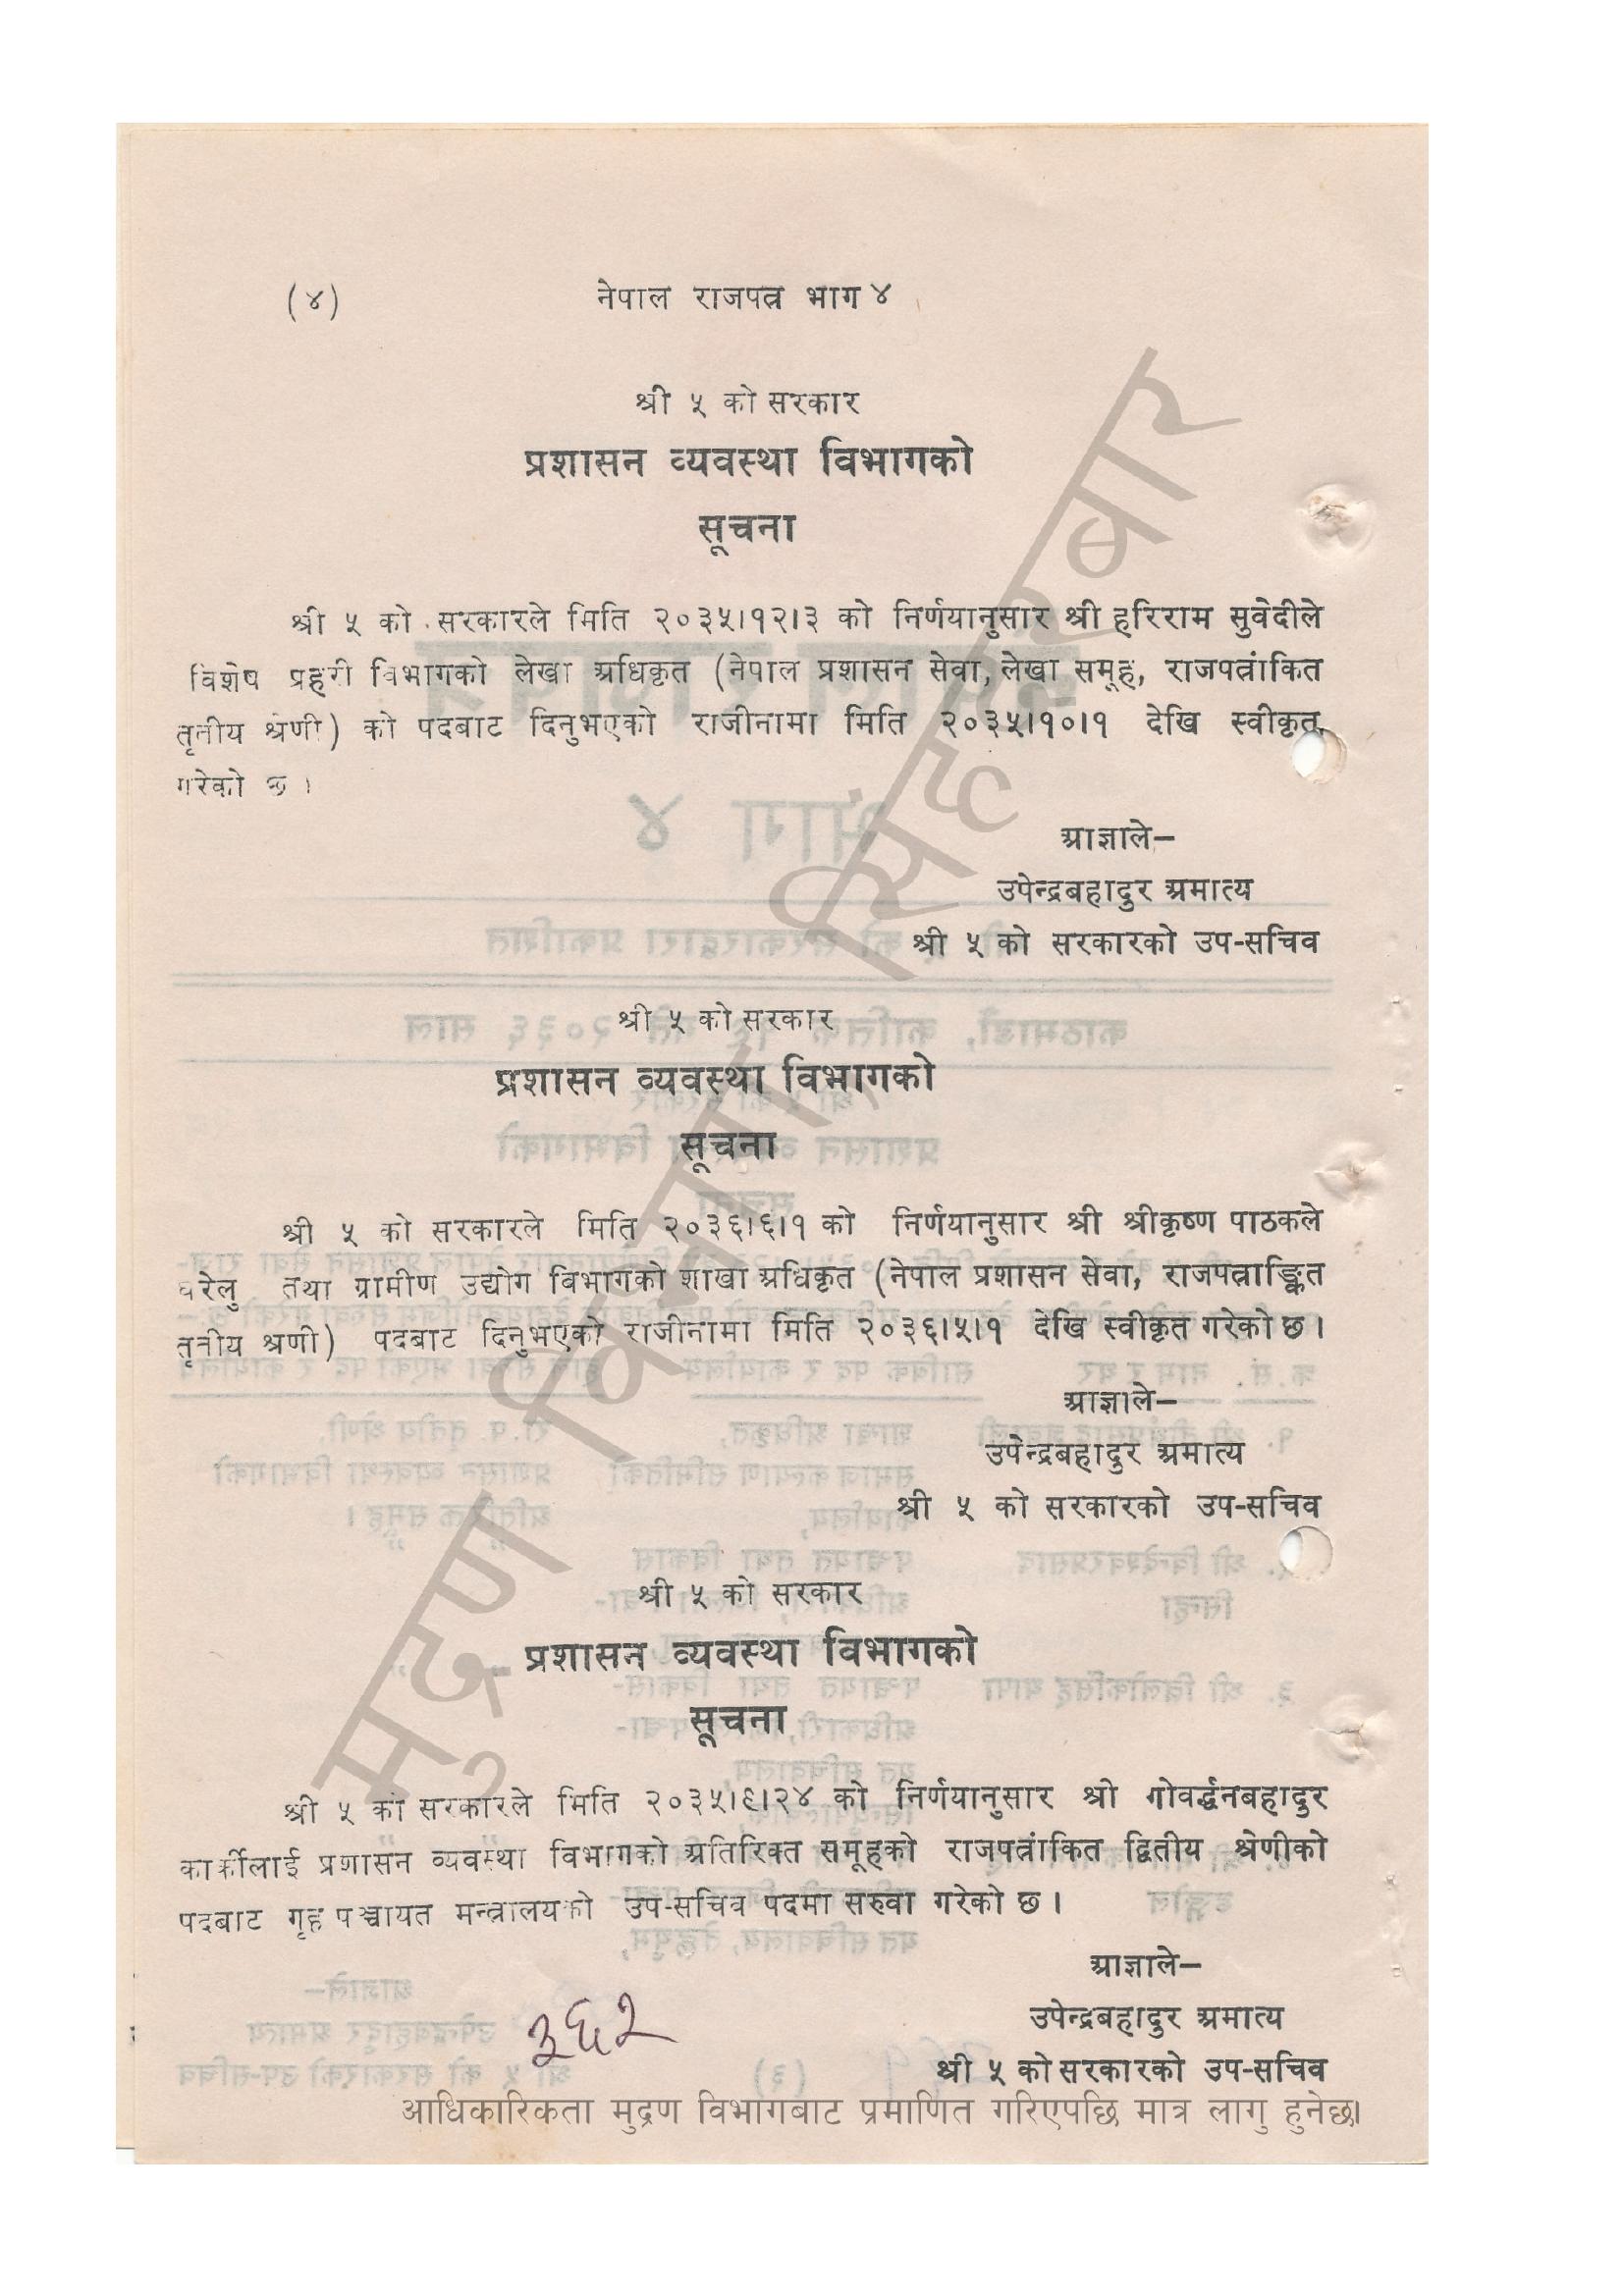 (४) नेपाल राजपत्र भाग ४
श्री ५ को सरकार
प्रशासन व्यवस्था विभागको
सूचना
श्री ५ को सरकारले मिति २०३५।१२।३ को निर्णयानुसार श्री हरिराम सुवेदीले
विशेष प्रहरी विभागको लेखा अधिकृत (नेपाल प्रशासन सेवा, लेखा समूह, राजपत्रांकित
तृतीय श्रेणी) को पदबाट दिनुभएको राजीनामा मिति २०३५।१०।१ देखि स्वीकृत
गरेको छ ।
आज्ञाले–
उपेन्द्रबहादुर अमात्य
श्री ५ को सरकारको उप-सचिव
श्री ५ को सरकार
प्रशासन व्यवस्था विभागको
सूचना
श्री ५ को सरकारले मिति २०३६।६।१ को निर्णयानुसार श्री श्रीकृष्ण पाठकले
घरेलु तथा ग्रामीण उद्योग विभागको शाखा अधिकृत (नेपाल प्रशासन सेवा, राजपत्राङ्कित
तृतीय श्रणी) पदबाट दिनुभएको राजीनामा मिति २०३६।५।१ देखि स्वीकृत गरेको छ ।
आज्ञाले–
उपेन्द्रबहादुर अमात्य
श्री ५ को सरकारको उप-सचिव
श्री ५ को सरकार
प्रशासन व्यवस्था विभागको
सूचना
श्री ५ को सरकारले मिति २०३५।६।२४ को निर्णयानुसार श्रो गोवर्द्धनबहादुर
कार्कीलाई प्रशासन व्यवस्था विभागको अतिरिक्त समूहको राजपत्रांकित द्वितीय श्रेणीको
पदबाट गृह पञ्चायत मन्त्रालयको उप-सचिव पदमा सरुवा गरेको छ ।
आज्ञाले–
उपेन्द्रबहादुर अमात्य
३६२
श्री ५ को सरकारको उप-सचिव
आधिकारिकता मुद्रण विभागबाट प्रमाणित गरिएपछि मात्र लागु हुनेछ।
मुद्रण विभाग, सिंहदरबार